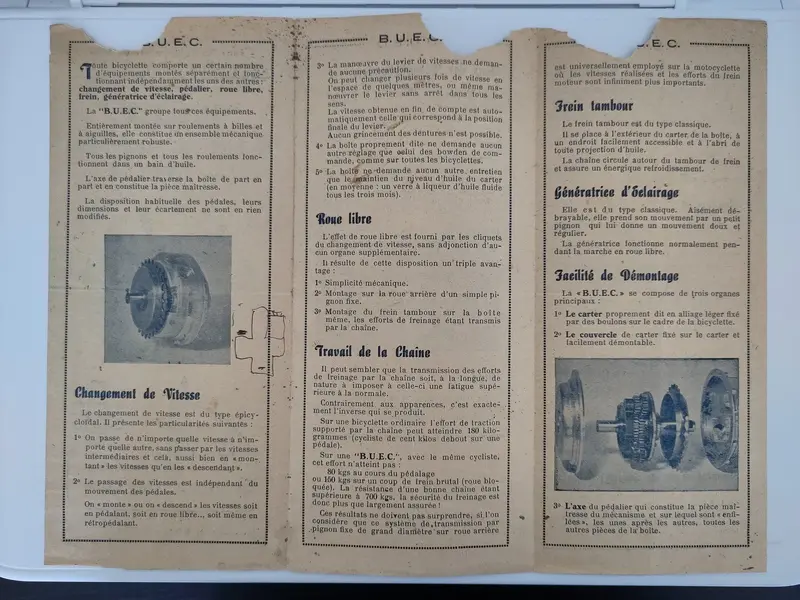 B.U.E.C.
Toute bicyclette comporte un certain nombre
d'équipements montés séparément et fonc-
tionnant indépendamment les uns des autres :
changement de vitesse, pédalier, roue libre,
frein, génératrice d'éclairage.
La "B.U.E.C." groupe tous ces équipements.
Entièrement montée sur roulements à billes et
à aiguilles, elle constitue un ensemble mécanique
particulièrement robuste.
Tous les pignons et tous les roulements fonc-
tionnent dans un bain d'huile.
L'axe de pédalier traverse la boîte de part
en part et en constitue la pièce maîtresse.
La disposition habituelle des pédales, leurs
dimensions et leur écartement ne sont en rien
modifiés.
Changement de Vitesse
Le changement de vitesse est du type épicy-
cloïdal. Il présente les particularités suivantes :
1° On passe de n'importe quelle vitesse à n'im-
porte quelle autre, sans passer par les vitesses
intermédiaires et celà, aussi bien en « mon-
tant » les vitesses qu'en les « descendant ».
2° Le passage des vitesses est indépendant du
mouvement des pédales.
On « monte » ou on « descend » les vitesses soit
en pédalant, soit en roue libre... soit même en
rétropédalant.
B.U.E.C.
3° La manœuvre du levier de vitesses ne deman-
de aucune précaution.
On peut changer plusieurs fois de vitesse en
l'espace de quelques mètres, ou même ma-
nœuvrer le levier sans arrêt dans tous les
sens.
La vitesse obtenue en fin de compte est auto-
matiquement celle qui correspond à la position
finale du levier.
Aucun grincement des dentures n'est possible.
4° La boîte proprement dite ne demande aucun
autre réglage que celui des bowden de com-
mande, comme sur toutes les bicyclettes.
5° La boîte ne demande aucun autre entretien
que le maintien du niveau d'huile du carter
(en moyenne : un verre à liqueur d'huile fluide
tous les trois mois).
Roue libre
L'effet de roue libre est fourni par les cliquets
du changement de vitesse, sans adjonction d'au-
cun organe supplémentaire.
Il résulte de cette disposition un triple avan-
tage :
1° Simplicité mécanique.
2° Montage sur la roue arrière d'un simple pi-
gnon fixe.
3° Montage du frein tambour sur la boîte
même, les efforts de freinage étant transmis
par la chaîne.
Travail de la Chaine
Il peut sembler que la transmission des efforts
de freinage par la chaîne soit, à la longue, de
nature à imposer à celle-ci une fatigue supé-
rieure à la normale.
Contrairement aux apparences, c'est exacte-
ment l'inverse qui se produit.
Sur une bicyclette ordinaire l'effort de traction
supporté par la chaîne peut atteindre 180 kilo-
grammes (cycliste de cent kilos debout sur une
pédale).
Sur une "B.U.E.C.", avec le même cycliste,
cet effort n'atteint pas :
80 kg au cours du pédalage
ou 150 kgs sur un coup de frein brutal (roue blo-
quée). La résistance d'une bonne chaîne étant
supérieure à 700 kgs. la sécurité du freinage est
donc plus que largement assurée !
Ces résultats ne doivent pas surprendre, si l'on
considère que ce système de transmission par
pignon fixe de grand diamètre sur roue arrière
B.U.E.C.
est universellement employé sur la motocyclette
où les vitesses réalisées et les efforts du frein
moteur sont infiniment plus importants.
Frein tambour
Le frein tambour est du type classique.
Il se place à l'extérieur du carter de la boîte, à
un endroit facilement accessible et à l'abri de
toute projection d'huile.
La chaîne circule autour du tambour de frein
et assure un énergique refroidissement.
Génératrice d'Eclairage
Elle est du type classique. Aisément dé-
brayable, elle prend son mouvement par un petit
pignon qui lui donne un mouvement doux et
régulier.
La génératrice fonctionne normalement pen-
dant la marche en roue libre.
Facilité de Démontage
La « B.U.E.C. » se compose de trois organes
principaux :
1° Le carter proprement dit en alliage léger fixé
par des boulons sur le cadre de la bicyclette.
2° Le couvercle de carter fixé sur le carter et
facilement démontable.
3° L'axe du pédalier qui constitue la pièce maî-
tresse du mécanisme et sur lequel sont « enfi-
lées », les unes après les autres, toutes les
autres pièces de la boîte.